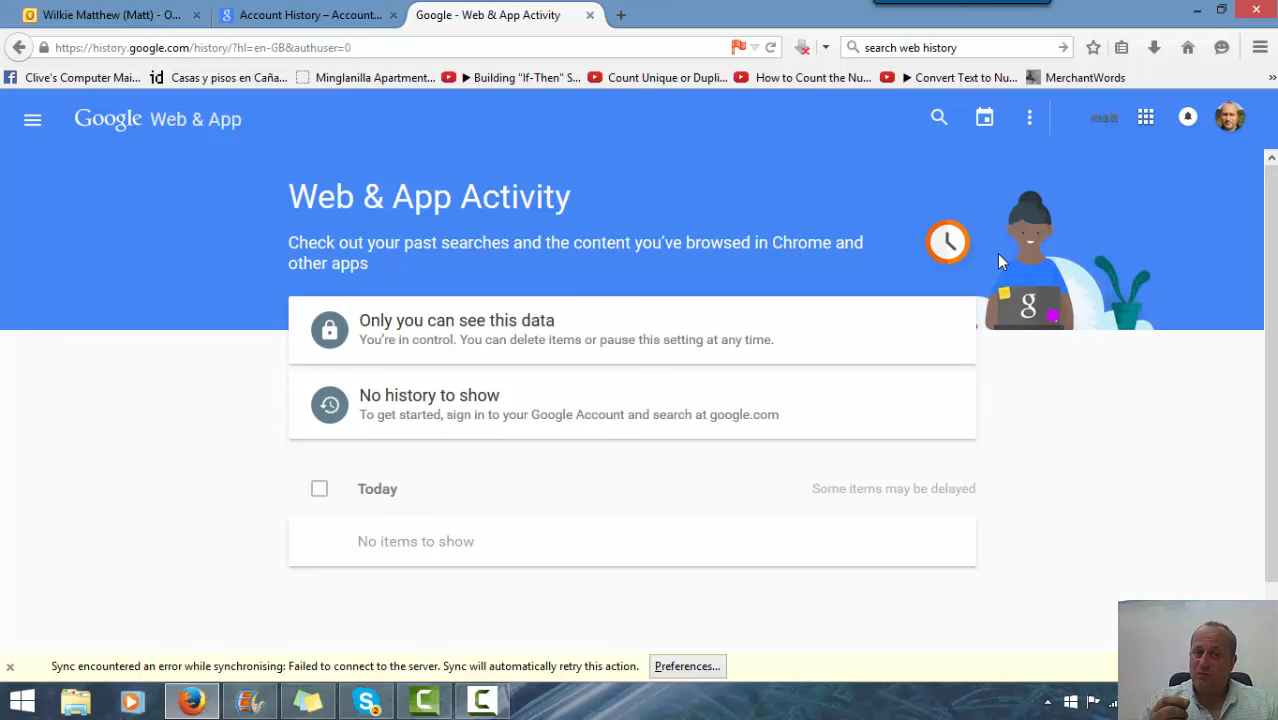 Wilkie Matthew (Matt) - O...
Account History – Account...
Google - Web & App Activity
https://history.google.com/history/?hl=en-GB&authuser=0
search web history
Clive's Computer Mai...
Casas y pisos en Caña...
Minglanilla Apartment...
▶ Building "If-Then" S...
Count Unique or Dupli...
How to Count the Nu...
▶ Convert Text to Nu...
MerchantWords
Google Web & App
matt
Web & App Activity
Check out your past searches and the content you've browsed in Chrome and
other apps
g
Only you can see this data
You're in control. You can delete items or pause this setting at any time.
No history to show
To get started, sign in to your Google Account and search at google.com
Today
Some items may be delayed
No items to show
Sync encountered an error while synchronising: Failed to connect to the server. Sync will automatically retry this action.
Preferences...